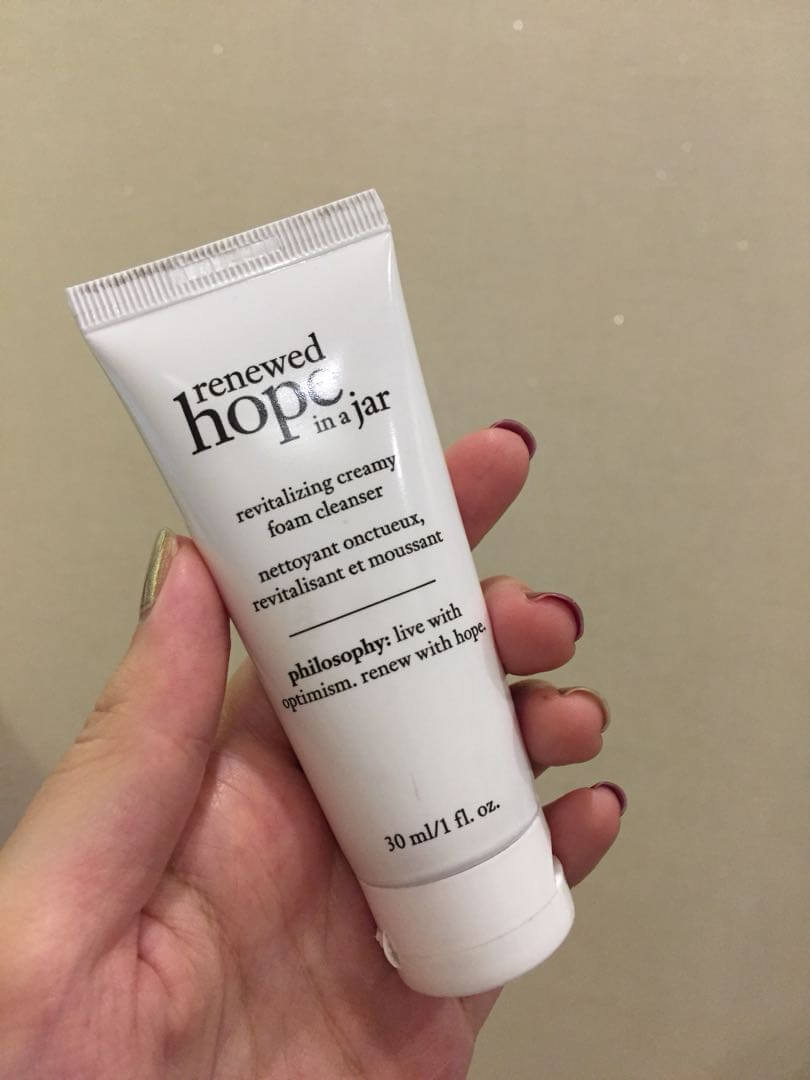 renewed
hope
in a jar
revitalizing creamy
foam cleanser
nettoyant onctueux,
revitalisant et moussant
philosophy: live with
optimism. renew with hope.
30 ml/1 fl. oz.